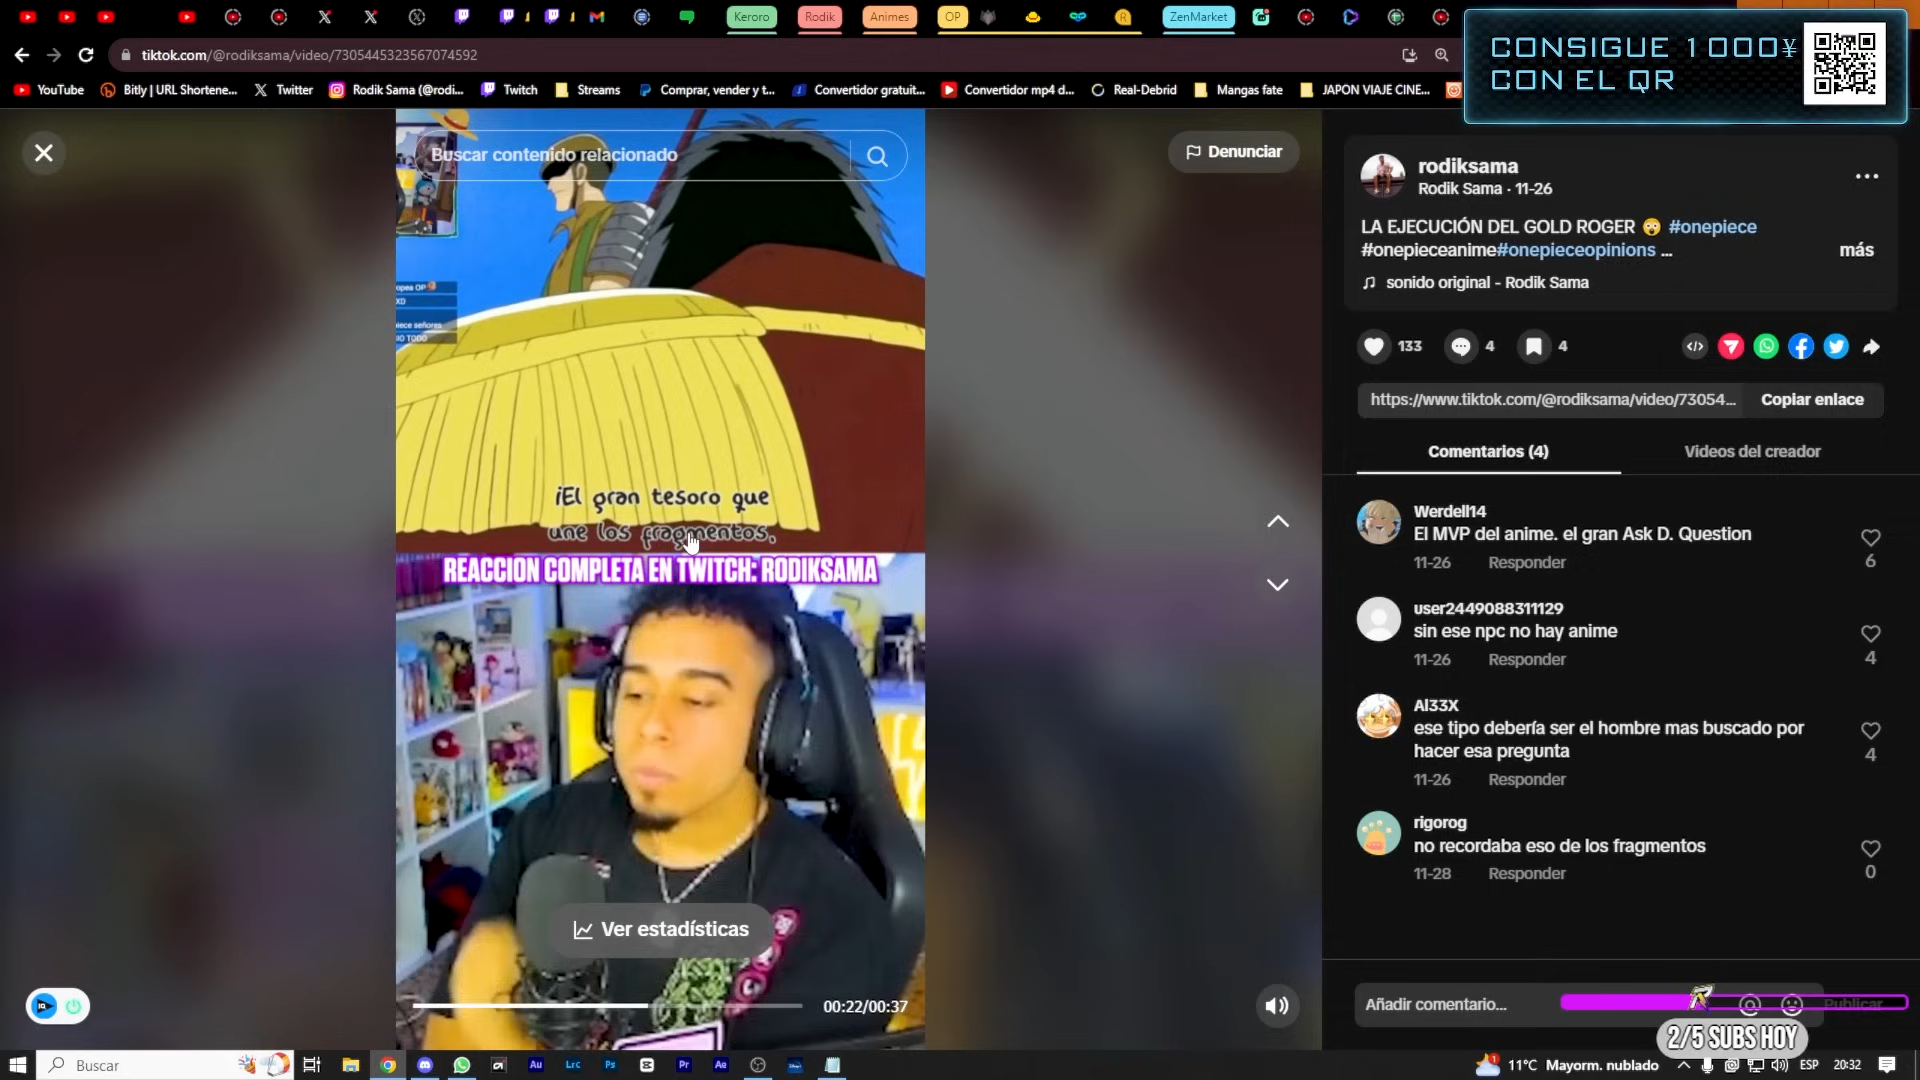 Keroro
Rodik
Animes
OP
ZenMarket
tiktok.com/@rodiksama/video/7305445323567074592
YouTube
Bitly | URL Shortene...
Twitter
Rodik Sama (@rodi...
Twitch
Streams
Comprar, vender y t...
Convertidor gratuit...
Convertidor mp4 d...
Real-Debrid
Mangas fate
JAPON VIAJE CINE...
CONSIGUE 1000¥
CON EL QR
Buscar contenido relacionado
Denunciar
XD
¡El gran tesoro que
une los fragmentos.
REACCION COMPLETA EN TWITCH: RODIKSAMA
Ver estadísticas
00:22/00:37
rodiksama
Rodik Sama · 11-26
LA EJECUCIÓN DEL GOLD ROGER 😲 #onepiece
#onepieceanime#onepieceopinions ...
más
sonido original - Rodik Sama
133
4
4
https://www.tiktok.com/@rodiksama/video/73054...
Copiar enlace
Comentarios (4)
Videos del creador
Werdell14
El MVP del anime. el gran Ask D. Question
11-26 Responder
6
user2449088311129
sin ese npc no hay anime
11-26 Responder
4
Al33X
ese tipo debería ser el hombre mas buscado por
hacer esa pregunta
11-26 Responder
4
rigorog
no recordaba eso de los fragmentos
11-28 Responder
0
Añadir comentario...
Publicar
2/5 SUBS HOY
Buscar
Au
Lrc
Ps
Pr
Ae
11°C Mayorm. nublado
ESP
20:32